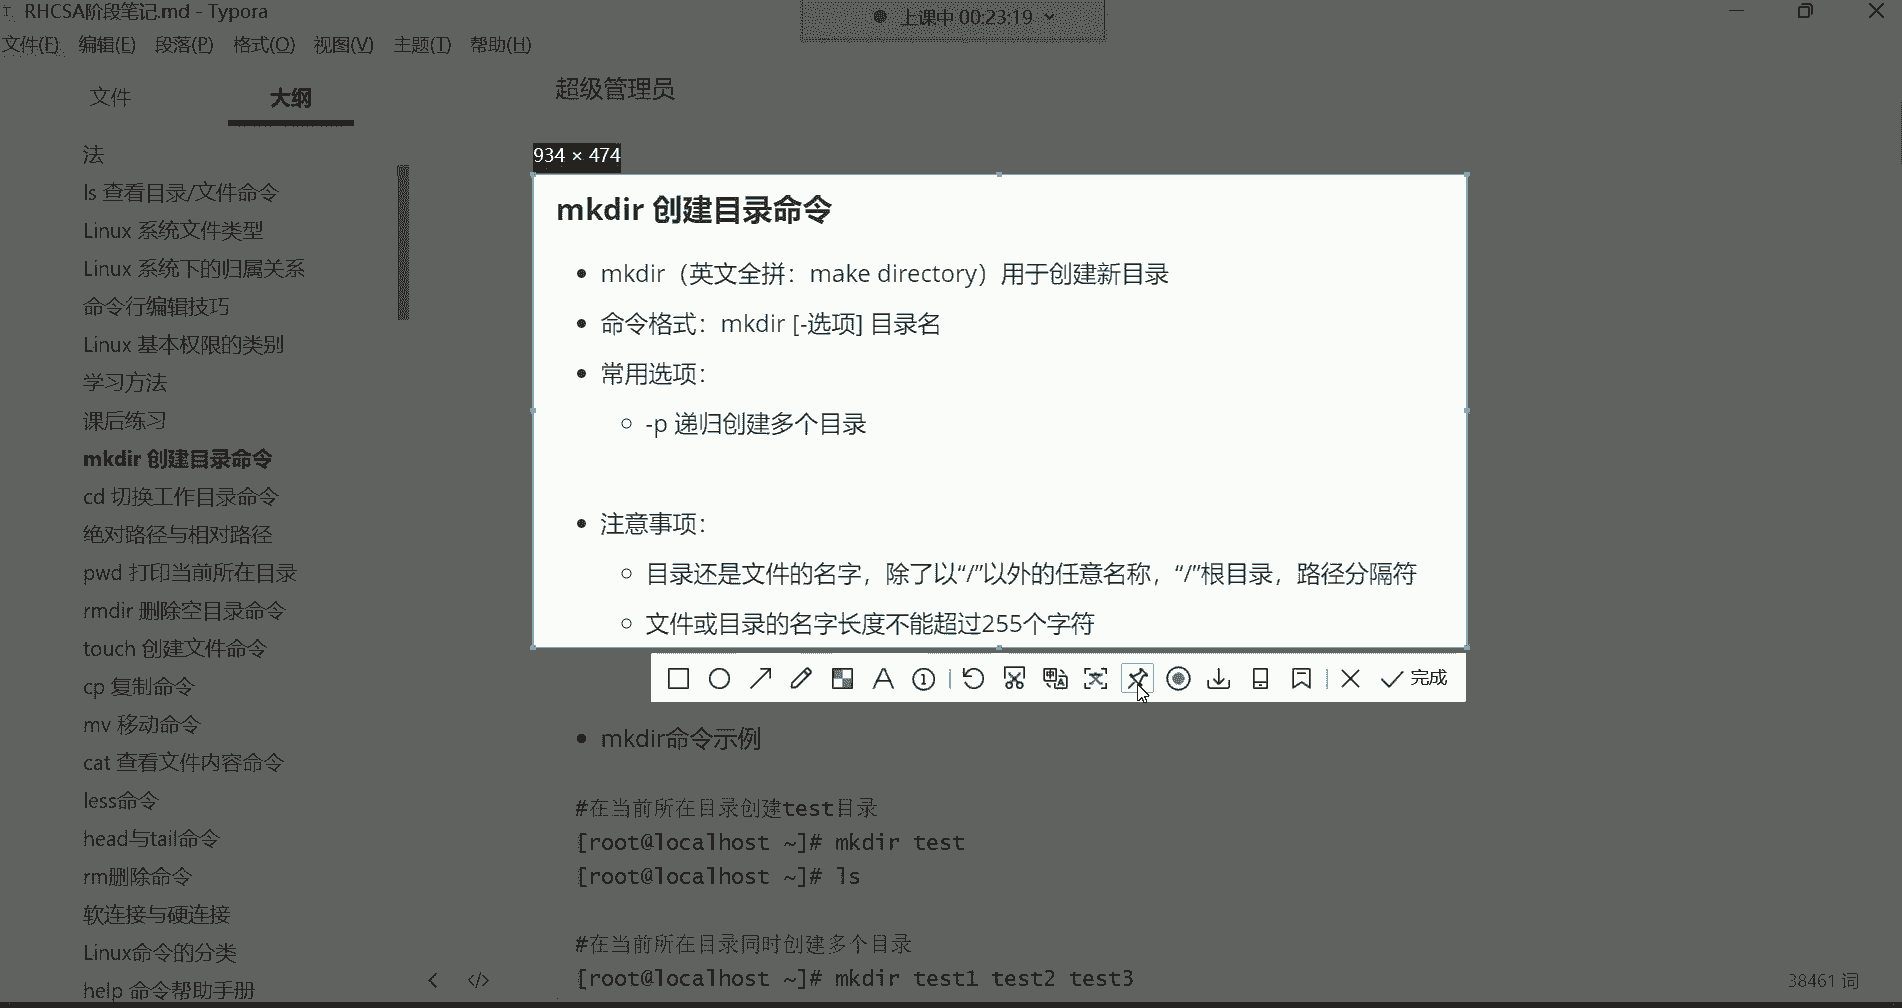 RHCSA阶段笔记.md - Typora
上课中 00:23:19
文件(F) 编辑(E) 段落(P) 格式(O) 视图(V) 主题(T) 帮助(H)
文件 大纲
法
ls 查看目录/文件命令
Linux 系统文件类型
Linux 系统下的归属关系
命令行编辑技巧
Linux 基本权限的类别
学习方法
课后练习
mkdir 创建目录命令
cd 切换工作目录命令
绝对路径与相对路径
pwd 打印当前所在目录
rmdir 删除空目录命令
touch 创建文件命令
cp 复制命令
mv 移动命令
cat 查看文件内容命令
less命令
head与tail命令
rm删除命令
软连接与硬连接
Linux命令的分类
help 命令帮助手册
超级管理员
934 × 474
mkdir 创建目录命令
mkdir（英文全拼：make directory）用于创建新目录
命令格式：mkdir [-选项] 目录名
常用选项：
-p 递归创建多个目录
注意事项：
目录还是文件的名字，除了以“/”以外的任意名称，“/”根目录，路径分隔符
文件或目录的名字长度不能超过255个字符
完成
mkdir命令示例
#在当前所在目录创建test目录
[root@localhost ~]# mkdir test
[root@localhost ~]# ls
#在当前所在目录同时创建多个目录
[root@localhost ~]# mkdir test1 test2 test3
38461 词